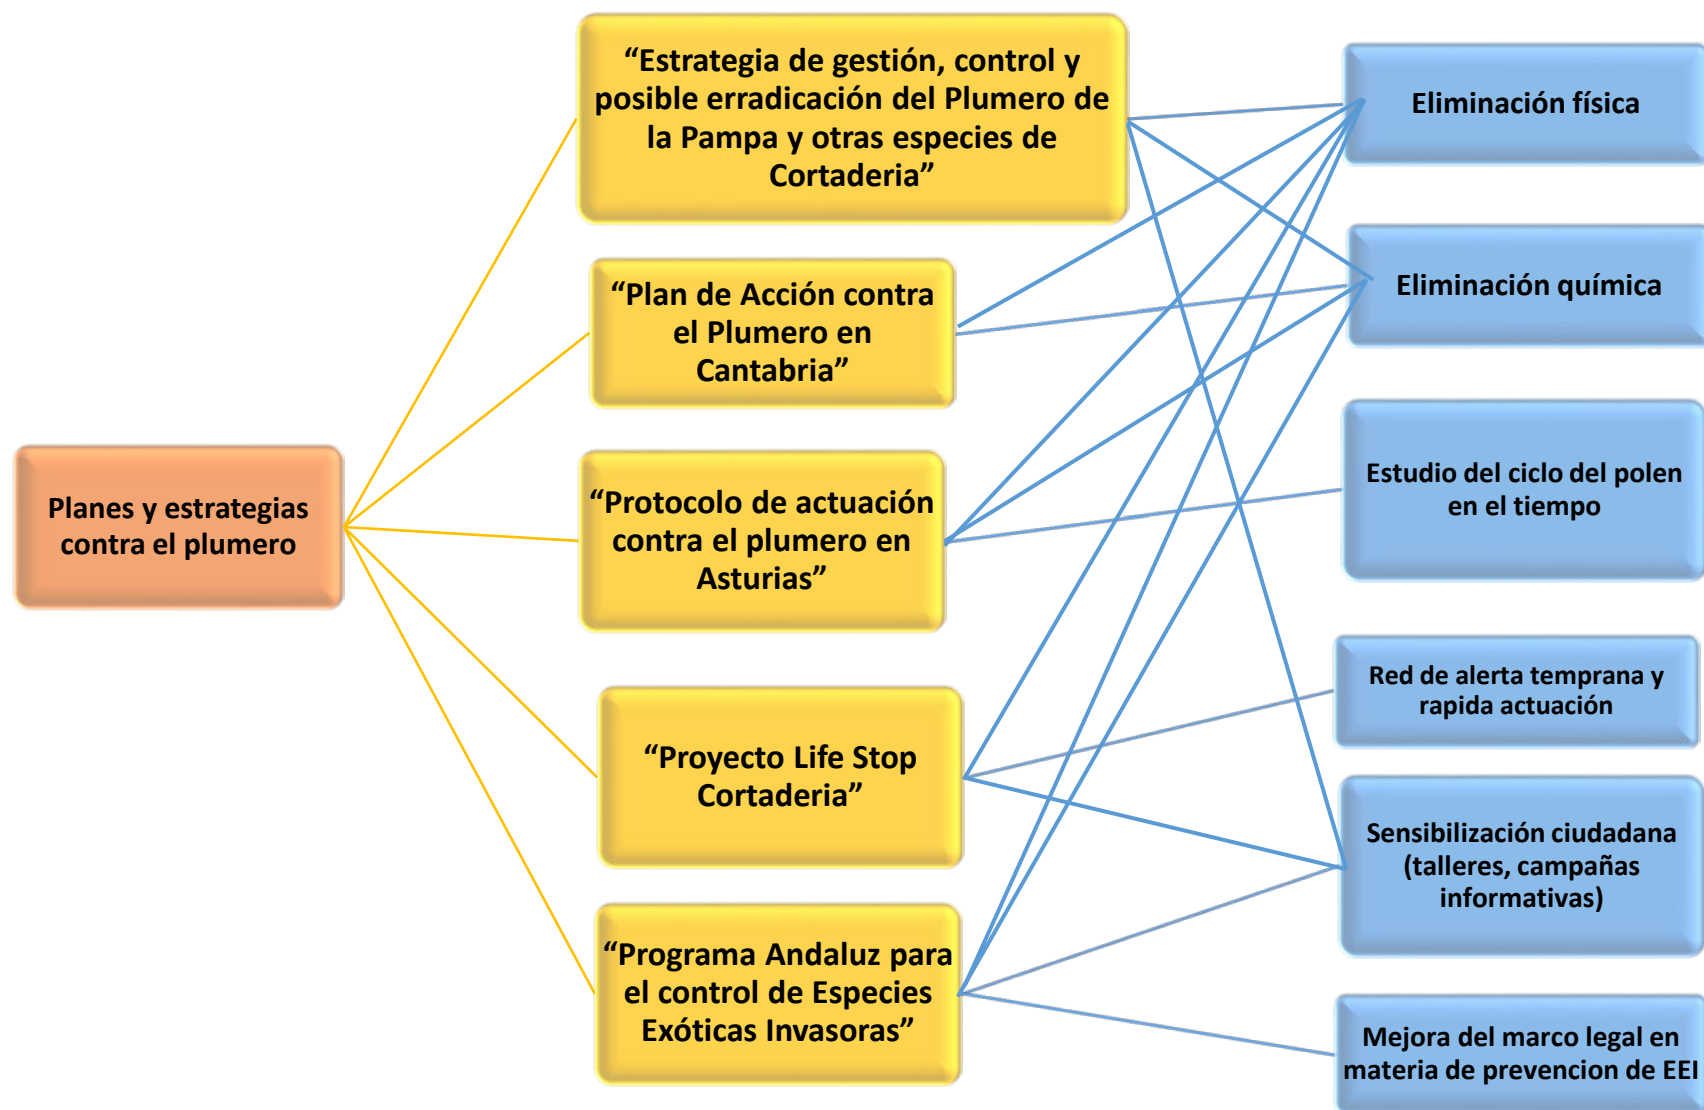 Planes y estrategias
contra el plumero
“Estrategia de gestión, control y
posible erradicación del Plumero de
la Pampa y otras especies de
Cortaderia”
“Plan de Acción contra
el Plumero en
Cantabria”
“Protocolo de actuación
contra el plumero en
Asturias”
“Proyecto Life Stop
Cortaderia”
“Programa Andaluz para
el control de Especies
Exóticas Invasoras”
Eliminación física
Eliminación química
Estudio del ciclo del polen
en el tiempo
Red de alerta temprana y
rapida actuación
Sensibilización ciudadana
(talleres, campañas
informativas)
Mejora del marco legal en
materia de prevencion de EEI